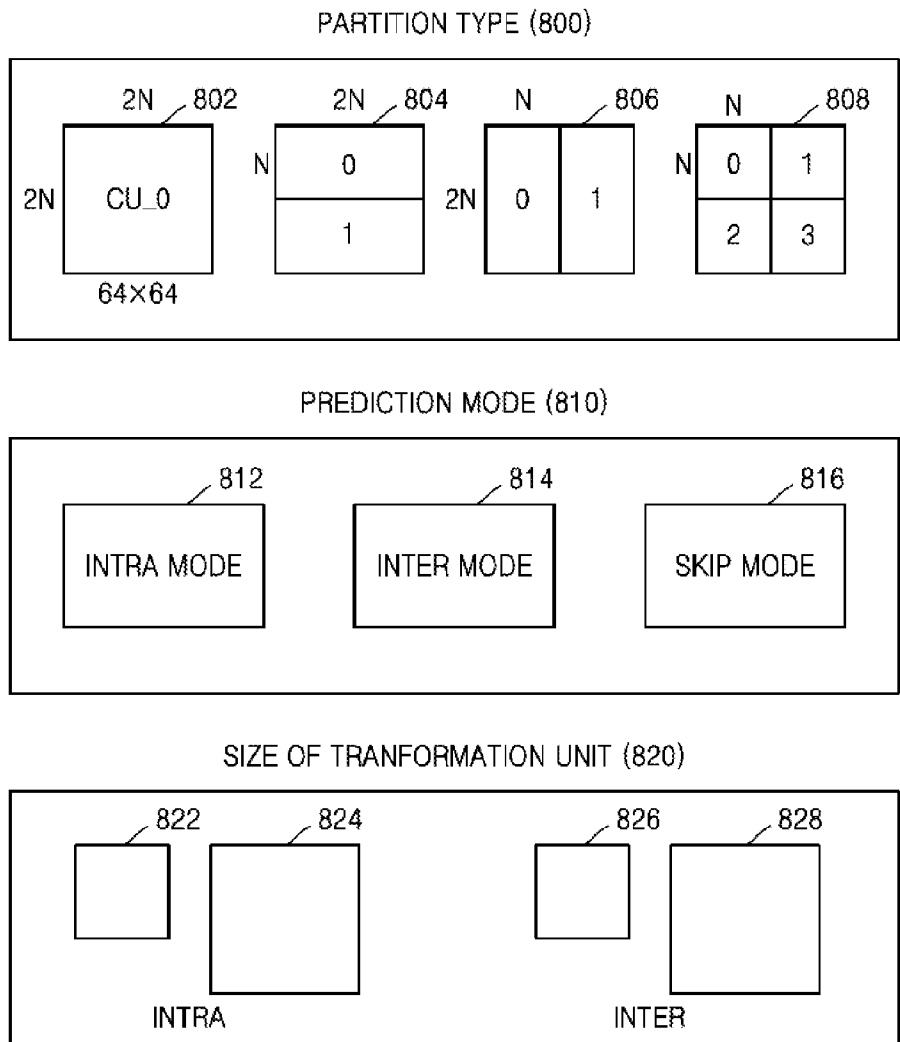 PARTITION TYPE (800)
2N 802 2N 804 N 806 N 808
2N CU_0 N 0 2N 0 1 N 0 1
1 2 3
64×64
PREDICTION MODE (810)
812 814 816
INTRA MODE INTER MODE SKIP MODE
SIZE OF TRANFORMATION UNIT (820)
822 824 826 828
INTRA INTER